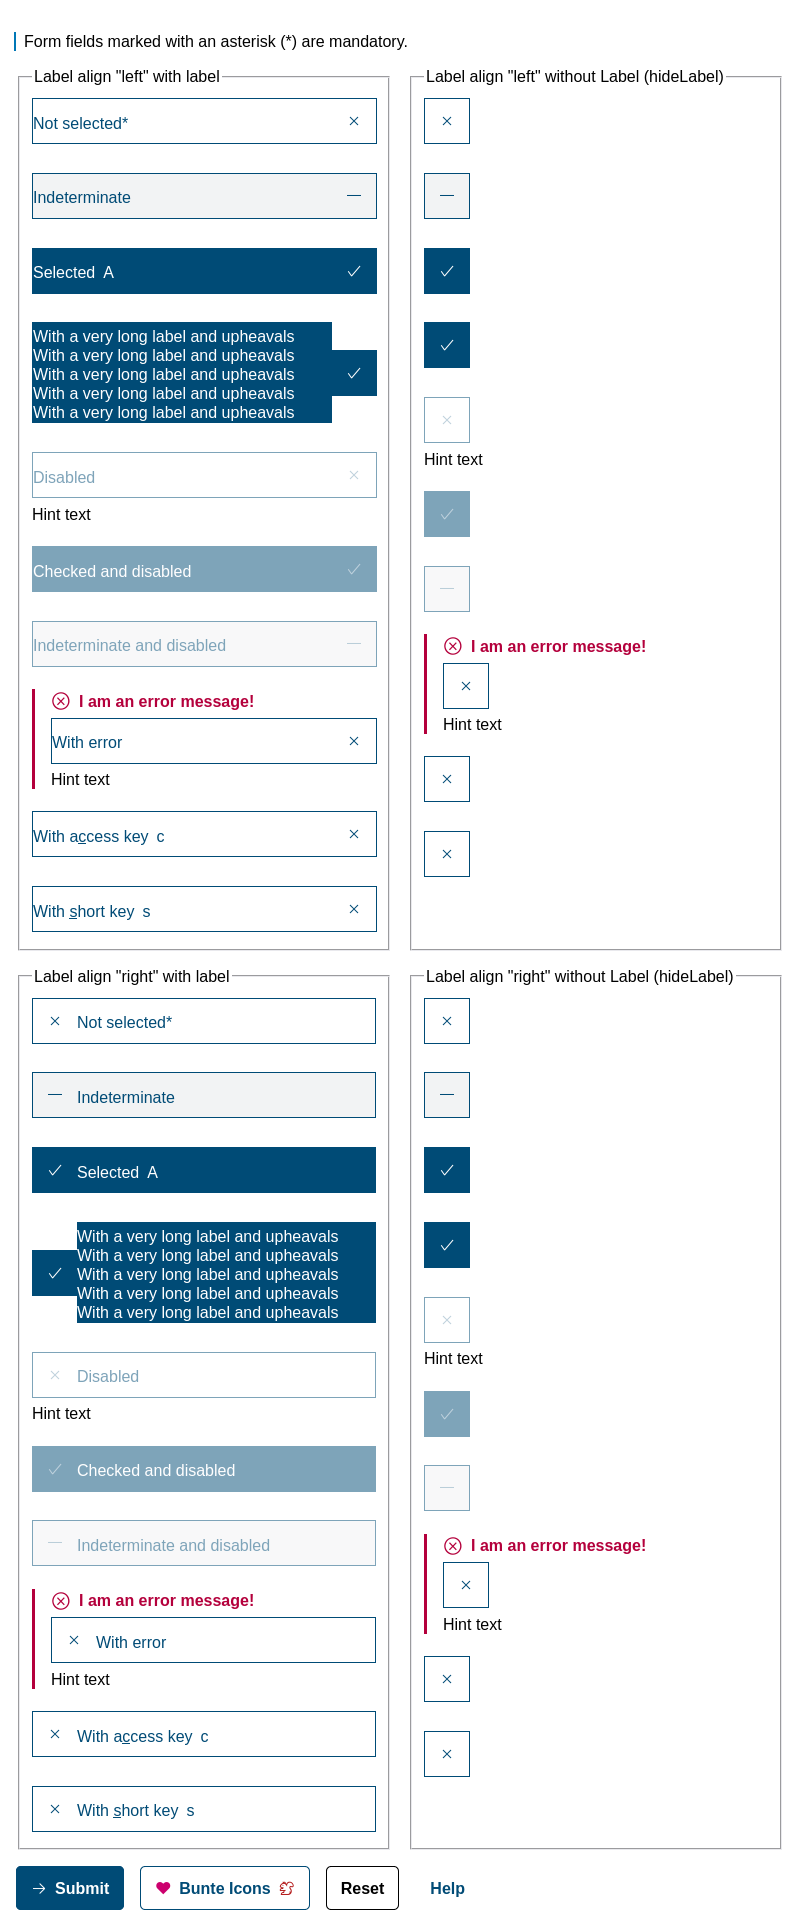 Form fields marked with an asterisk (*) are mandatory.
Label align "left" with label
Not selected*
Indeterminate
Selected A
With a very long label and upheavals
With a very long label and upheavals
With a very long label and upheavals
With a very long label and upheavals
With a very long label and upheavals
Disabled
Hint text
Checked and disabled
Indeterminate and disabled
I am an error message!
With error
Hint text
With access key c
With short key s
Label align "left" without Label (hideLabel)
Hint text
I am an error message!
Hint text
Label align "right" with label
Not selected*
Indeterminate
Selected A
With a very long label and upheavals
With a very long label and upheavals
With a very long label and upheavals
With a very long label and upheavals
With a very long label and upheavals
Disabled
Hint text
Checked and disabled
Indeterminate and disabled
I am an error message!
With error
Hint text
With access key c
With short key s
Label align "right" without Label (hideLabel)
Hint text
I am an error message!
Hint text
Submit Bunte Icons Reset Help